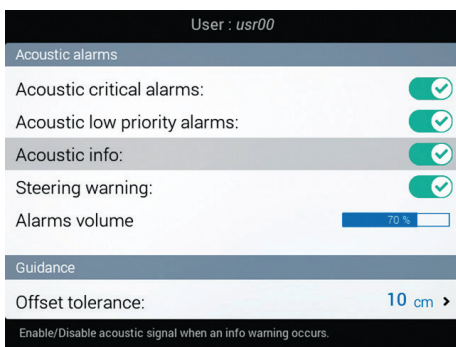 User : usr00
Acoustic alarms
Acoustic critical alarms:
Acoustic low priority alarms:
Acoustic info:
Steering warning:
Alarms volume 70 %
Guidance
Offset tolerance: 10 cm >
Enable/Disable acoustic signal when an info warning occurs.